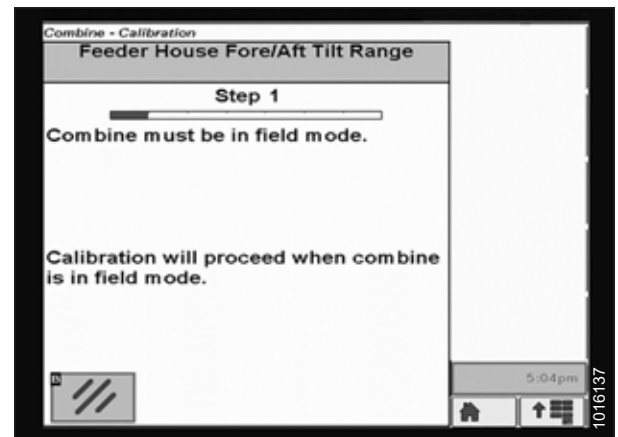 Combine - Calibration
Feeder House Fore/Aft Tilt Range
Step 1
Combine must be in field mode.
Calibration will proceed when combine
is in field mode.
5:04pm
1016137